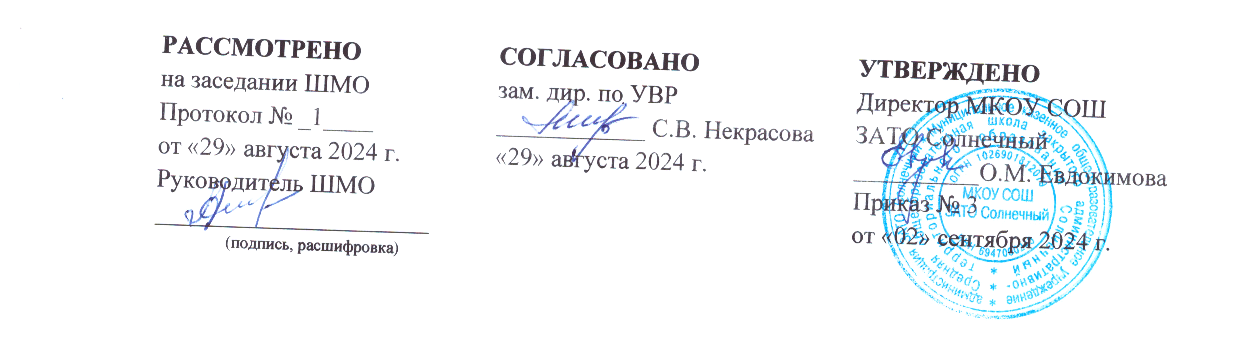 РАССМОТРЕНО
на заседании ШМО
Протокол № _1____
от «29» августа 2024 г.
Руководитель ШМО
(подпись, расшифровка)
СОГЛАСОВАНО
зам. дир. по УВР
____________ С.В. Некрасова
«29» августа 2024 г.
УТВЕРЖДЕНО
Директор МКОУ СОШ
ЗАТО Солнечный
__________О.М. Евдокимова
Приказ № 3
от «02» сентября 2024 г.
МКОУ СОШ
ЗАТО Солнечный